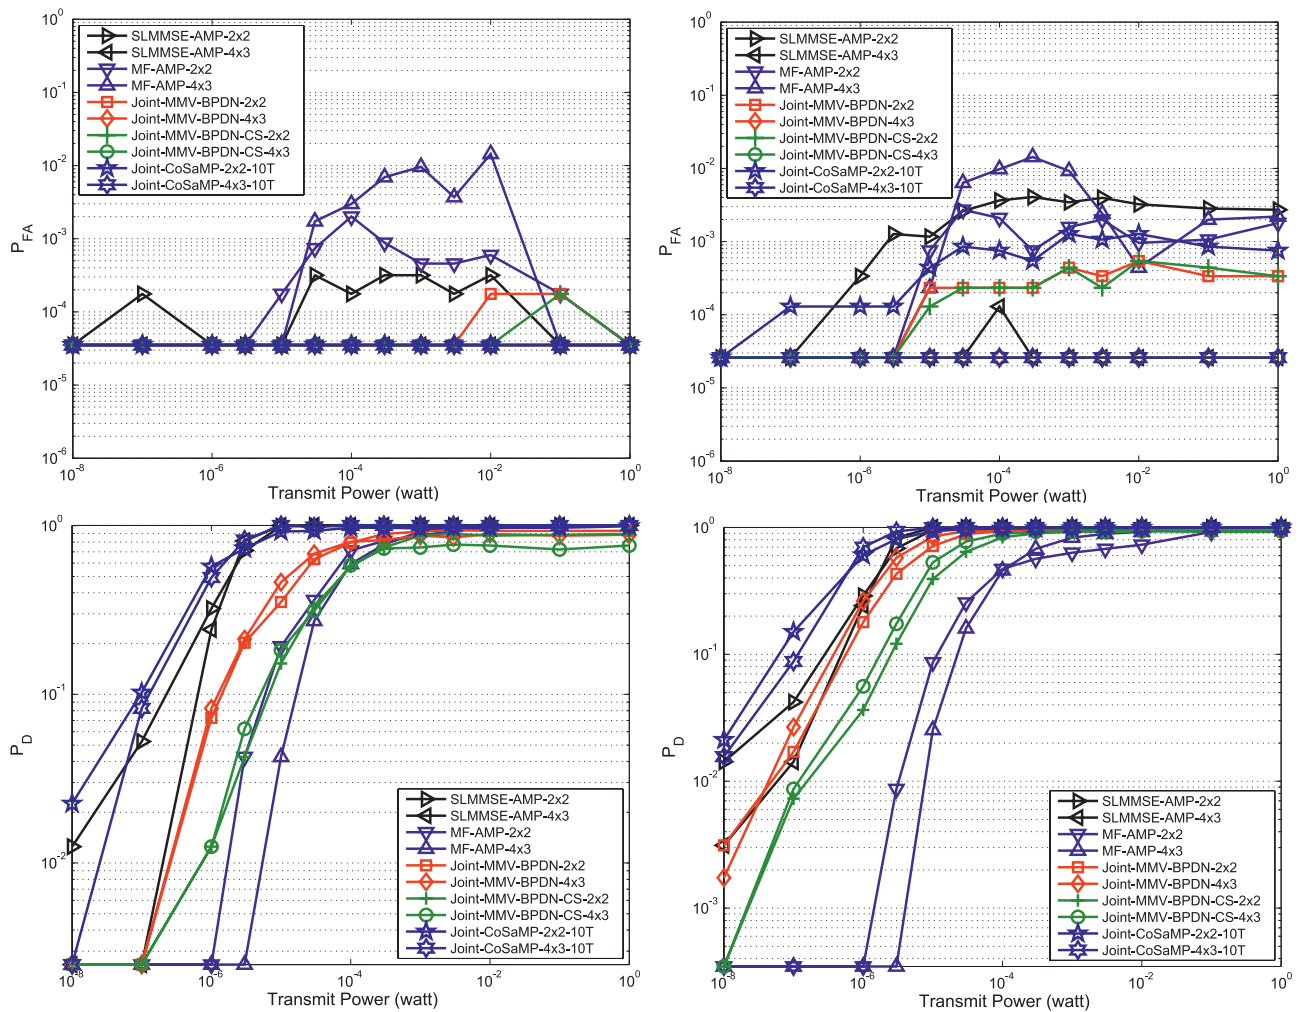 10^0
10^-1
10^-2
10^-3
10^-4
10^-5
10^-6
P_FA
SLMMSE-AMP-2x2
SLMMSE-AMP-4x3
MF-AMP-2x2
MF-AMP-4x3
Joint-MMV-BPDN-2x2
Joint-MMV-BPDN-4x3
Joint-MMV-BPDN-CS-2x2
Joint-MMV-BPDN-CS-4x3
Joint-CoSaMP-2x2-10T
Joint-CoSaMP-4x3-10T
10^-8 10^-6 10^-4 10^-2 10^0
Transmit Power (watt)
10^0
10^-1
10^-2
10^-3
10^-4
10^-5
10^-6
P_FA
SLMMSE-AMP-2x2
SLMMSE-AMP-4x3
MF-AMP-2x2
MF-AMP-4x3
Joint-MMV-BPDN-2x2
Joint-MMV-BPDN-4x3
Joint-MMV-BPDN-CS-2x2
Joint-MMV-BPDN-CS-4x3
Joint-CoSaMP-2x2-10T
Joint-CoSaMP-4x3-10T
10^-8 10^-6 10^-4 10^-2 10^0
Transmit Power (watt)
10^0
10^-1
10^-2
P_D
SLMMSE-AMP-2x2
SLMMSE-AMP-4x3
MF-AMP-2x2
MF-AMP-4x3
Joint-MMV-BPDN-2x2
Joint-MMV-BPDN-4x3
Joint-MMV-BPDN-CS-2x2
Joint-MMV-BPDN-CS-4x3
Joint-CoSaMP-2x2-10T
Joint-CoSaMP-4x3-10T
10^-8 10^-6 10^-4 10^-2 10^0
Transmit Power (watt)
10^0
10^-1
10^-2
10^-3
P_D
SLMMSE-AMP-2x2
SLMMSE-AMP-4x3
MF-AMP-2x2
MF-AMP-4x3
Joint-MMV-BPDN-2x2
Joint-MMV-BPDN-4x3
Joint-MMV-BPDN-CS-2x2
Joint-MMV-BPDN-CS-4x3
Joint-CoSaMP-2x2-10T
Joint-CoSaMP-4x3-10T
10^-8 10^-6 10^-4 10^-2 10^0
Transmit Power (watt)